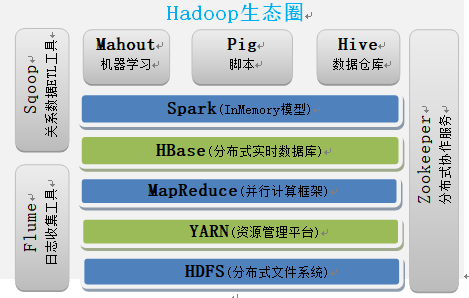 Hadoop生态圈
Sqoop
关系数据ETL工具
Mahout
机器学习
Pig
脚本
Hive
数据仓库
Zookeeper
分布式协作服务
Spark(InMemory模型)
HBase(分布式实时数据库)
Flume
日志收集工具
MapReduce(并行计算框架)
YARN(资源管理平台)
HDFS(分布式文件系统)